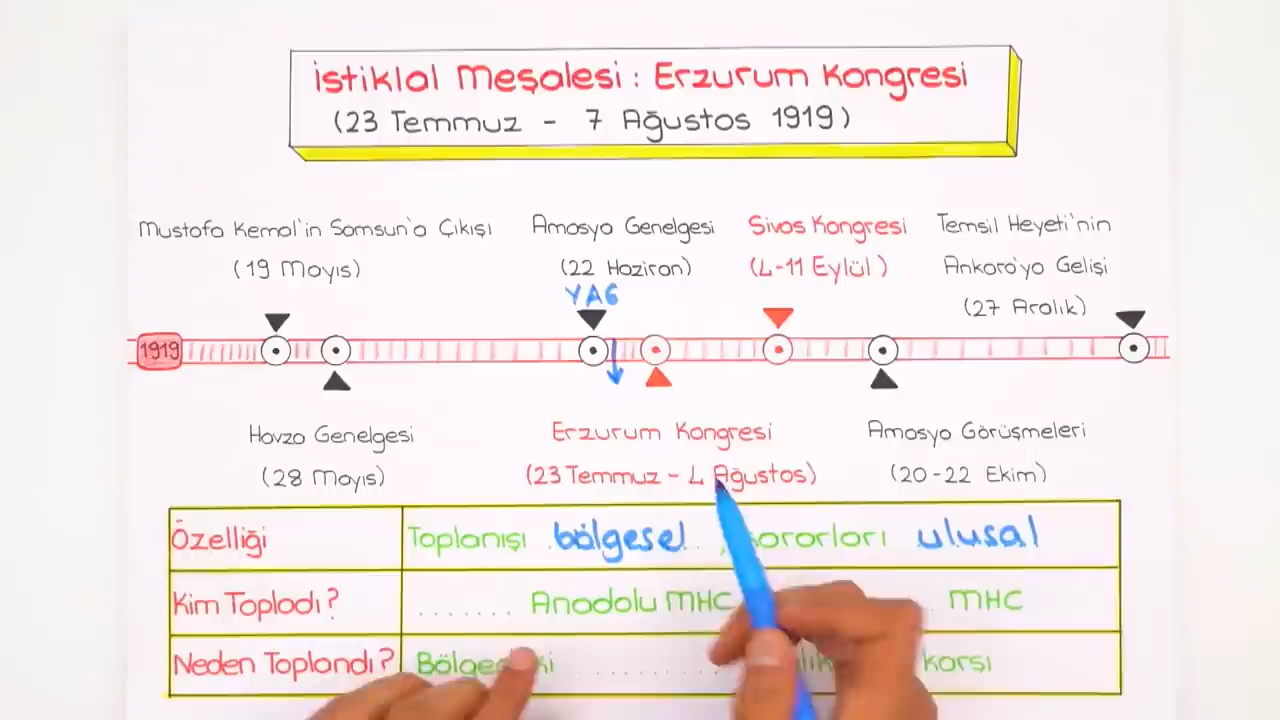 İstiklal Meşalesi : Erzurum Kongresi
(23 Temmuz - 7 Ağustos 1919)
Mustafa Kemal'in Samsun'a Çıkışı
(19 Mayıs)
Amasya Genelgesi
(22 Haziran)
YAG
Sivas Kongresi
(4-11 Eylül)
Temsil Heyeti'nin
Ankara'ya Gelişi
(27 Aralık)
1919
Havza Genelgesi
(28 Mayıs)
Erzurum Kongresi
(23 Temmuz - 4 Ağustos)
Amasya Görüşmeleri
(20-22 Ekim)
Özelliği Toplanışı bölgesel, kararları ulusal
Kim Topladı? ....... Anadolu MHC MHC
Neden Toplandı? ........... karşı